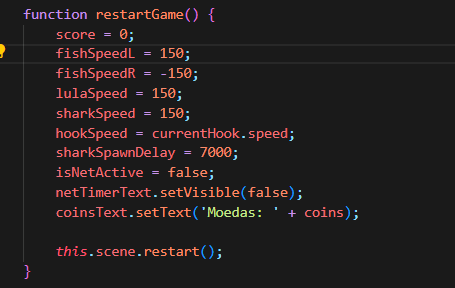 function restartGame() {
score = 0;
fishSpeedL = 150;
fishSpeedR = -150;
lulaSpeed = 150;
sharkSpeed = 150;
hookSpeed = currentHook.speed;
sharkSpawnDelay = 7000;
isNetActive = false;
netTimerText.setVisible(false);
coinsText.setText('Moedas: ' + coins);
this.scene.restart();
}